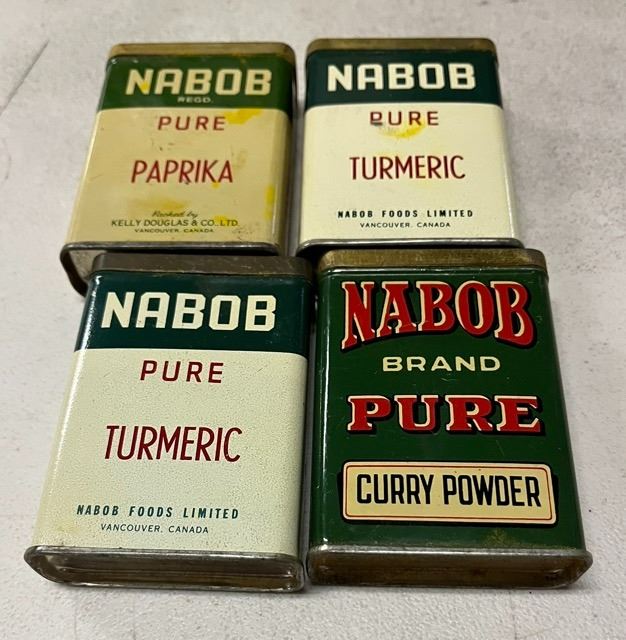 NABOB
REGD.
PURE
PAPRIKA
Packed by
KELLY DOUGLAS & CO., LTD.
VANCOUVER, CANADA
NABOB
PURE
TURMERIC
NABOB FOODS LIMITED
VANCOUVER, CANADA
NABOB
PURE
TURMERIC
NABOB FOODS LIMITED
VANCOUVER, CANADA
NABOB
BRAND
PURE
CURRY POWDER